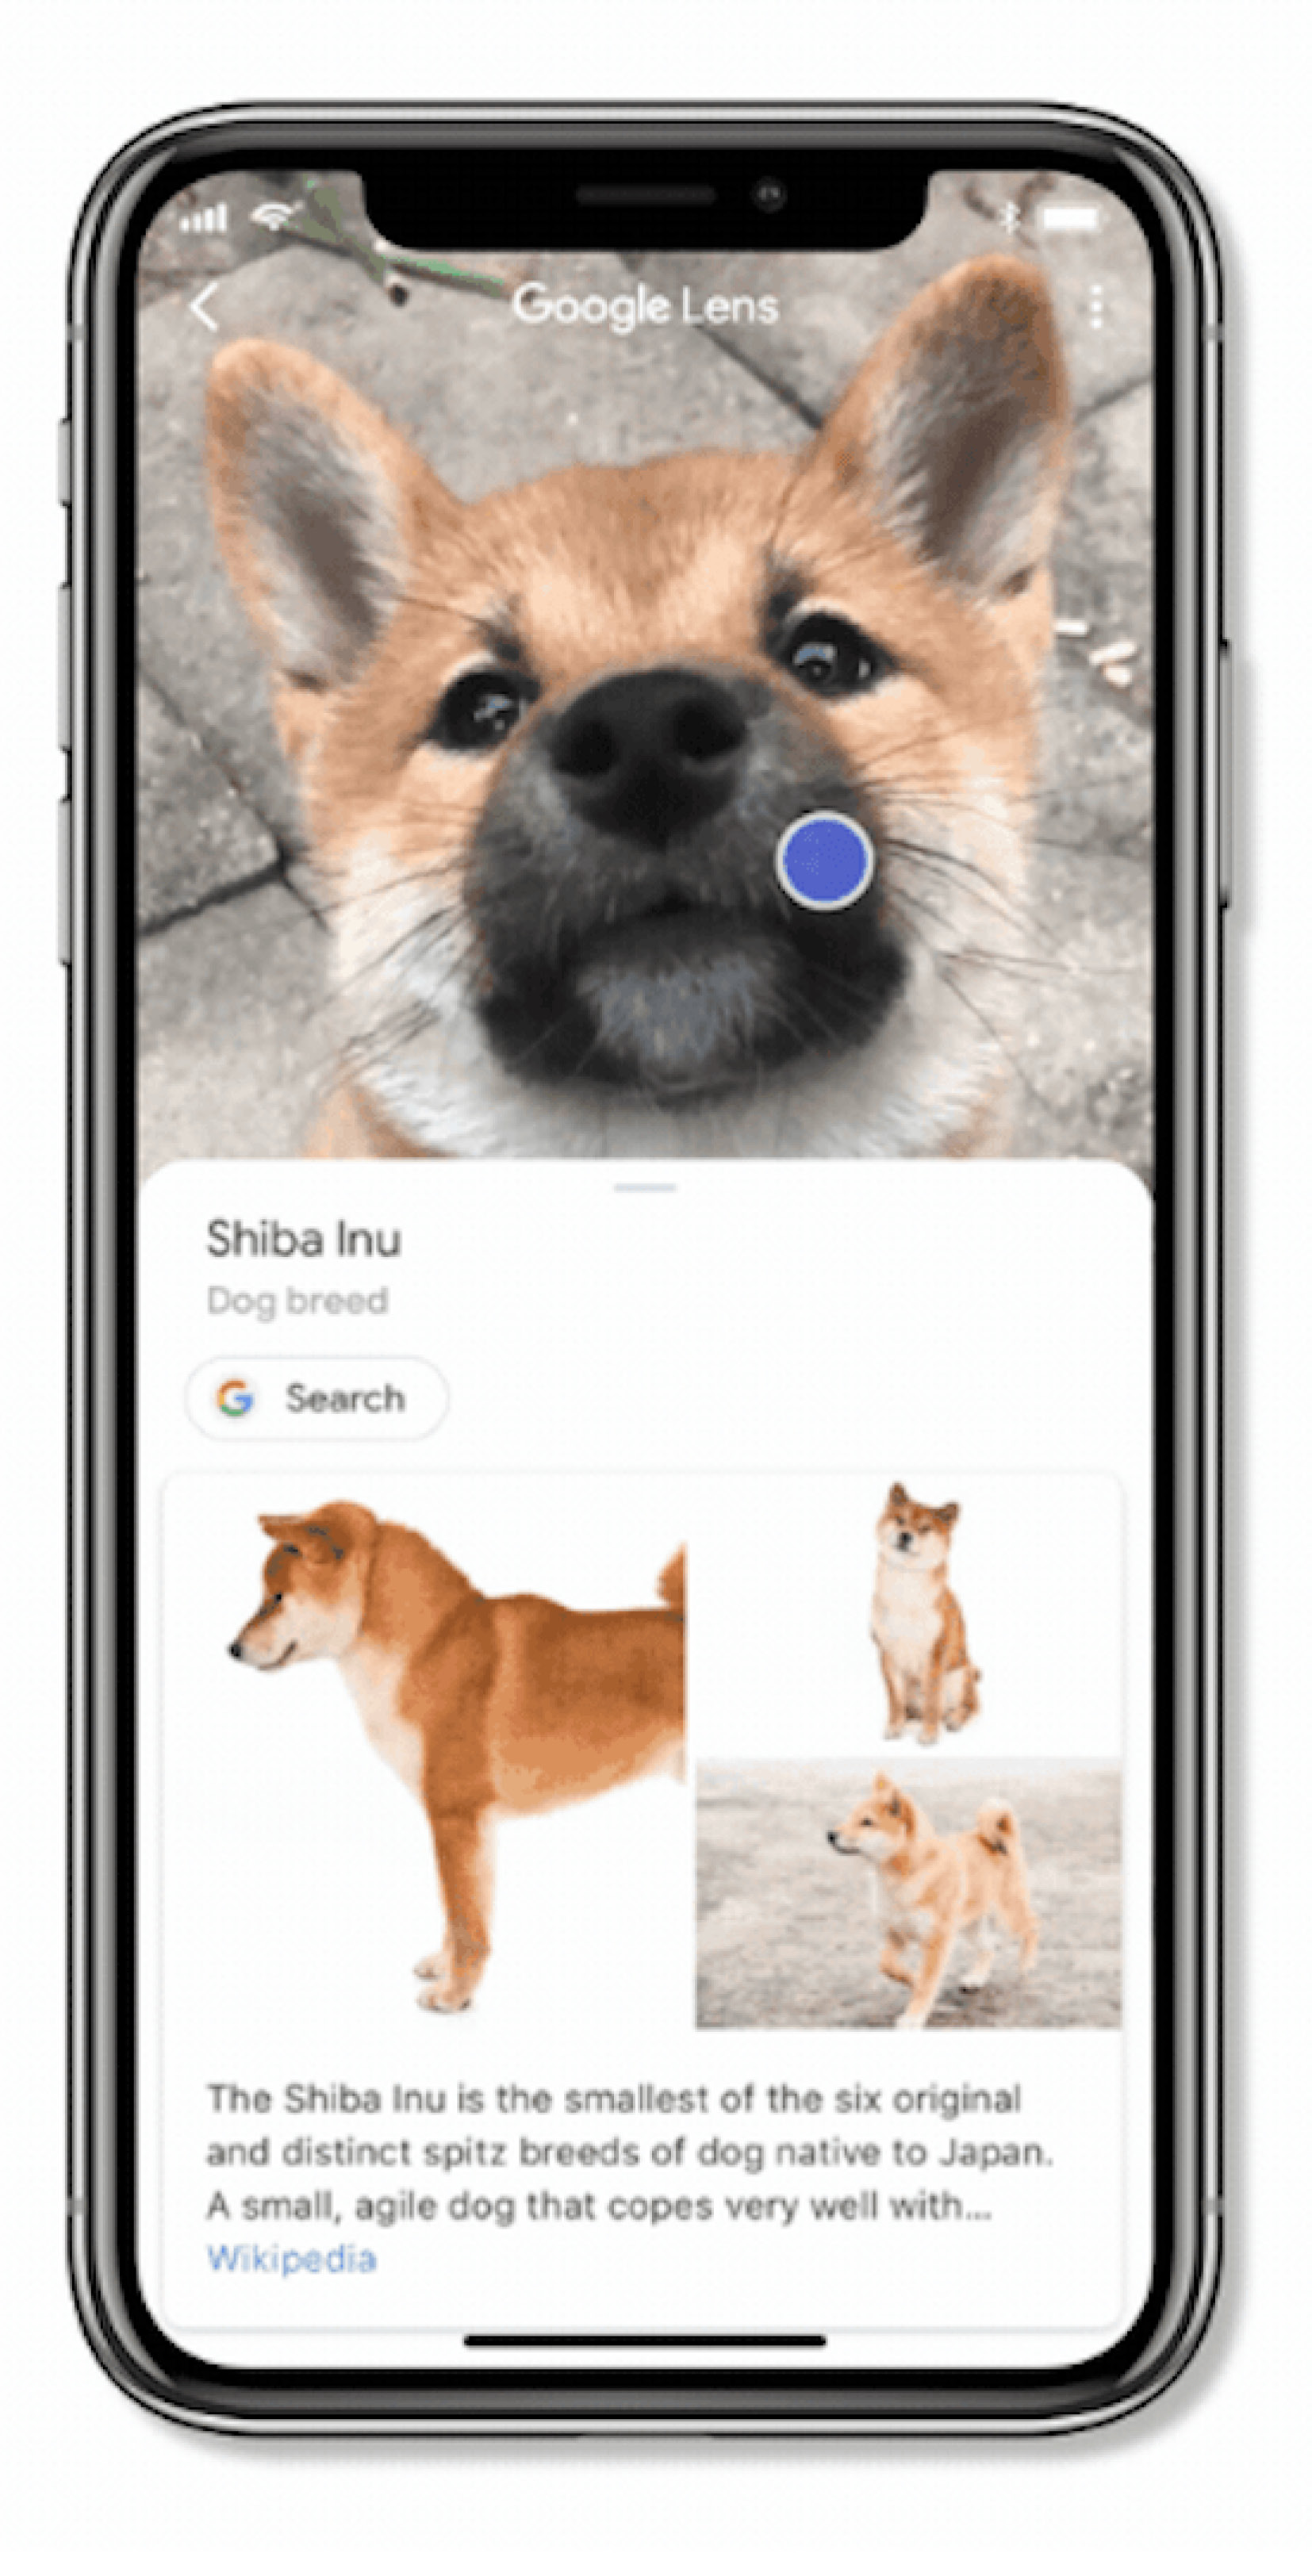 Google Lens
Shiba Inu
Dog breed
G Search
The Shiba Inu is the smallest of the six original
and distinct spitz breeds of dog native to Japan.
A small, agile dog that copes very well with...
Wikipedia